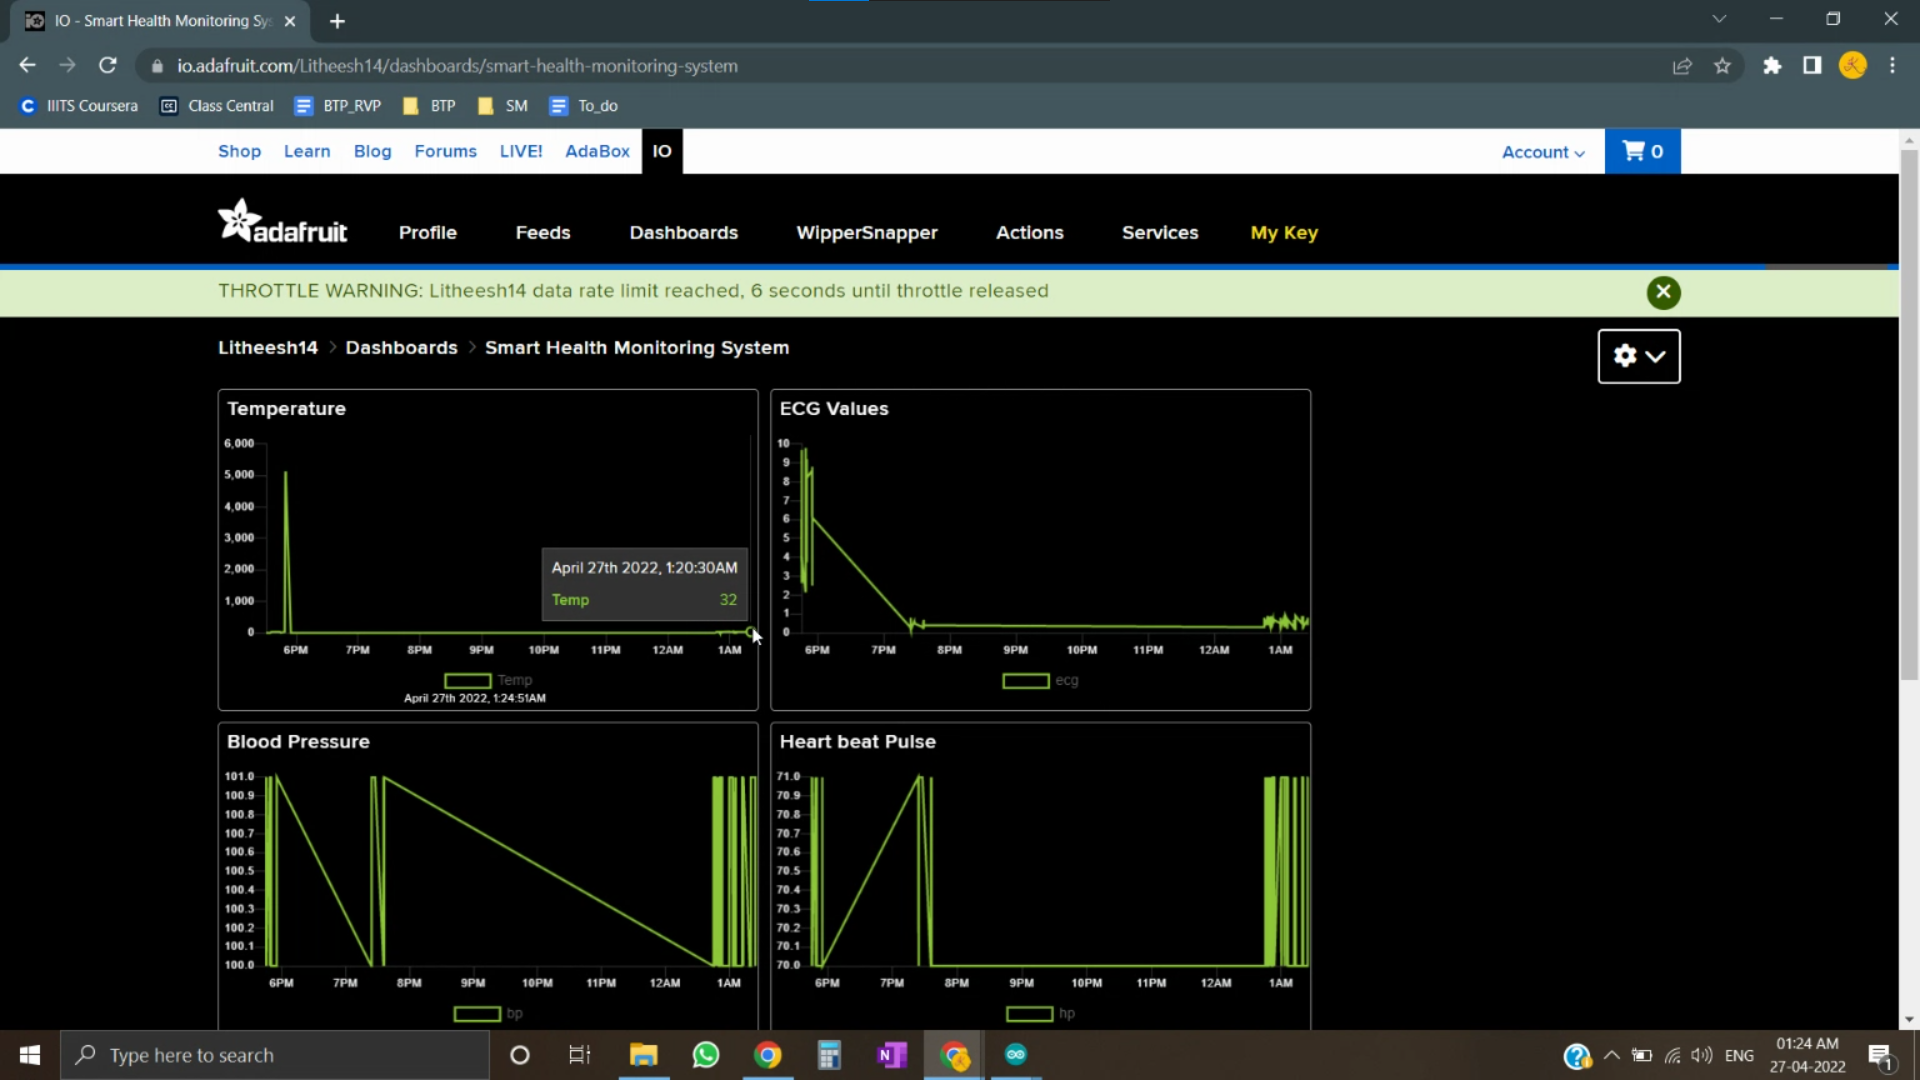 IO - Smart Health Monitoring Sy
io.adafruit.com/Litheesh14/dashboards/smart-health-monitoring-system
IIITS Coursera Class Central BTP_RVP BTP SM To_do
Shop Learn Blog Forums LIVE! AdaBox IO Account 0
adafruit Profile Feeds Dashboards WipperSnapper Actions Services My Key
THROTTLE WARNING: Litheesh14 data rate limit reached, 6 seconds until throttle released
Litheesh14 > Dashboards > Smart Health Monitoring System
Temperature
6,000
5,000
4,000
3,000
2,000
1,000
0
6PM 7PM 8PM 9PM 10PM 11PM 12AM 1AM
April 27th 2022, 1:20:30AM
Temp 32
Temp
April 27th 2022, 1:24:51AM
ECG Values
10
9
8
7
6
5
4
3
2
1
0
6PM 7PM 8PM 9PM 10PM 11PM 12AM 1AM
ecg
Blood Pressure
101.0
100.9
100.8
100.7
100.6
100.5
100.4
100.3
100.2
100.1
100.0
6PM 7PM 8PM 9PM 10PM 11PM 12AM 1AM
bp
Heart beat Pulse
71.0
70.9
70.8
70.7
70.6
70.5
70.4
70.3
70.2
70.1
70.0
6PM 7PM 8PM 9PM 10PM 11PM 12AM 1AM
hp
Type here to search
ENG
01:24 AM
27-04-2022
1